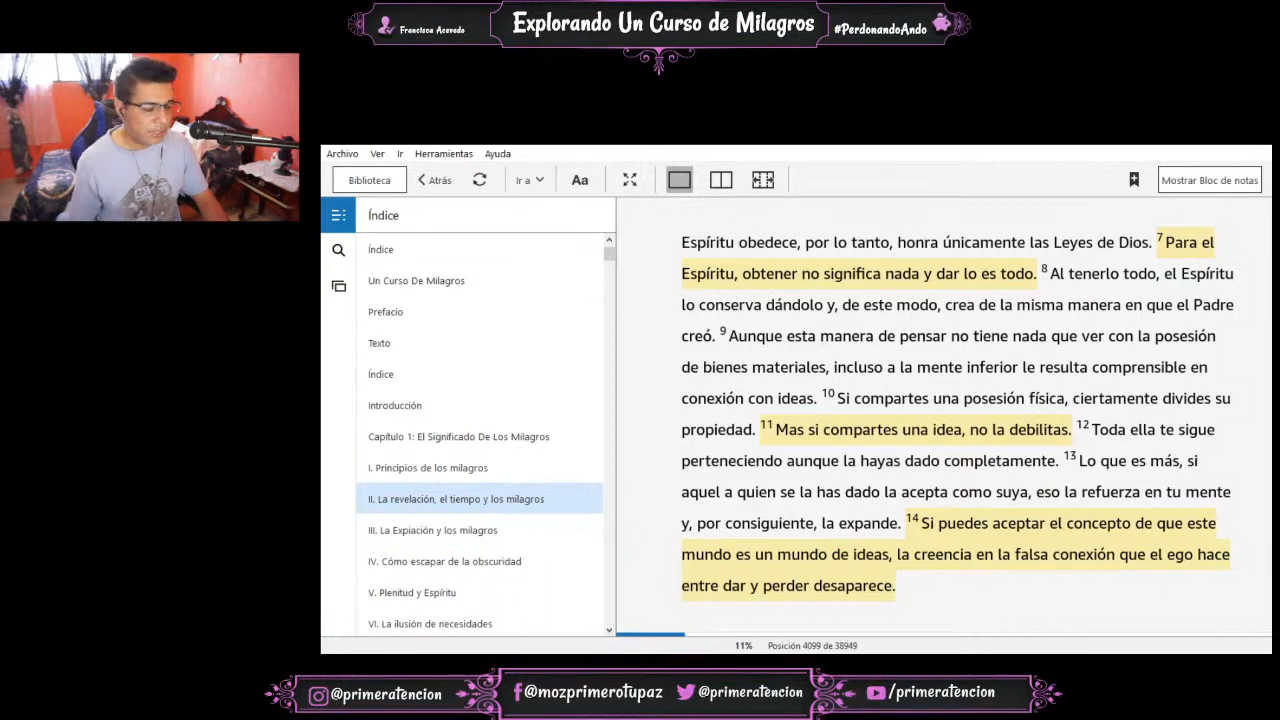 Francisca Acevedo
Explorando Un Curso de Milagros
#PerdonandoAndo
Archivo Ver Ir Herramientas Ayuda
Biblioteca Atrás Ir a Aa Mostrar Bloc de notas
Índice
Índice
Un Curso De Milagros
Prefacio
Texto
Índice
Introducción
Capítulo 1: El Significado De Los Milagros
I. Principios de los milagros
II. La revelación, el tiempo y los milagros
III. La Expiación y los milagros
IV. Cómo escapar de la obscuridad
V. Plenitud y Espíritu
VI. La ilusión de necesidades
Espíritu obedece, por lo tanto, honra únicamente las Leyes de Dios. 7 Para el
Espíritu, obtener no significa nada y dar lo es todo. 8 Al tenerlo todo, el Espíritu
lo conserva dándolo y, de este modo, crea de la misma manera en que el Padre
creó. 9 Aunque esta manera de pensar no tiene nada que ver con la posesión
de bienes materiales, incluso a la mente inferior le resulta comprensible en
conexión con ideas. 10 Si compartes una posesión física, ciertamente divides su
propiedad. 11 Mas si compartes una idea, no la debilitas. 12 Toda ella te sigue
perteneciendo aunque la hayas dado completamente. 13 Lo que es más, si
aquel a quien se la has dado la acepta como suya, eso la refuerza en tu mente
y, por consiguiente, la expande. 14 Si puedes aceptar el concepto de que este
mundo es un mundo de ideas, la creencia en la falsa conexión que el ego hace
entre dar y perder desaparece.
11% Posición 4099 de 38949
@primeratencion
@mozprimerotupaz
@primeratencion
/primeratencion